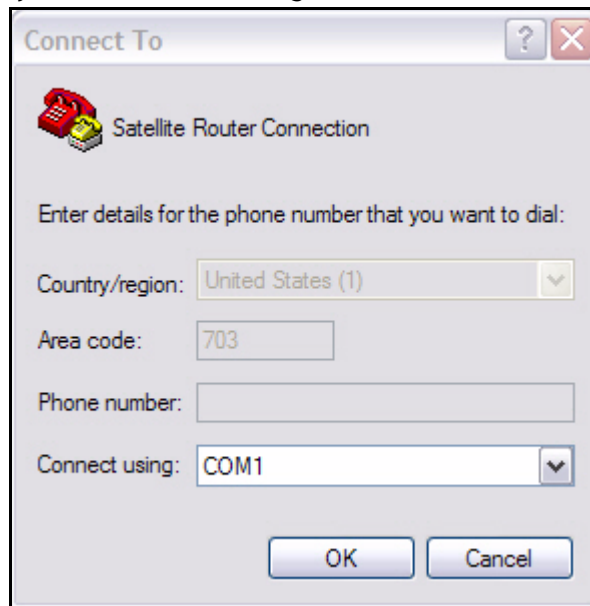 Connect To
?
Satellite Router Connection
Enter details for the phone number that you want to dial:
Country/region: United States (1)
Area code: 703
Phone number:
Connect using: COM1
OK Cancel